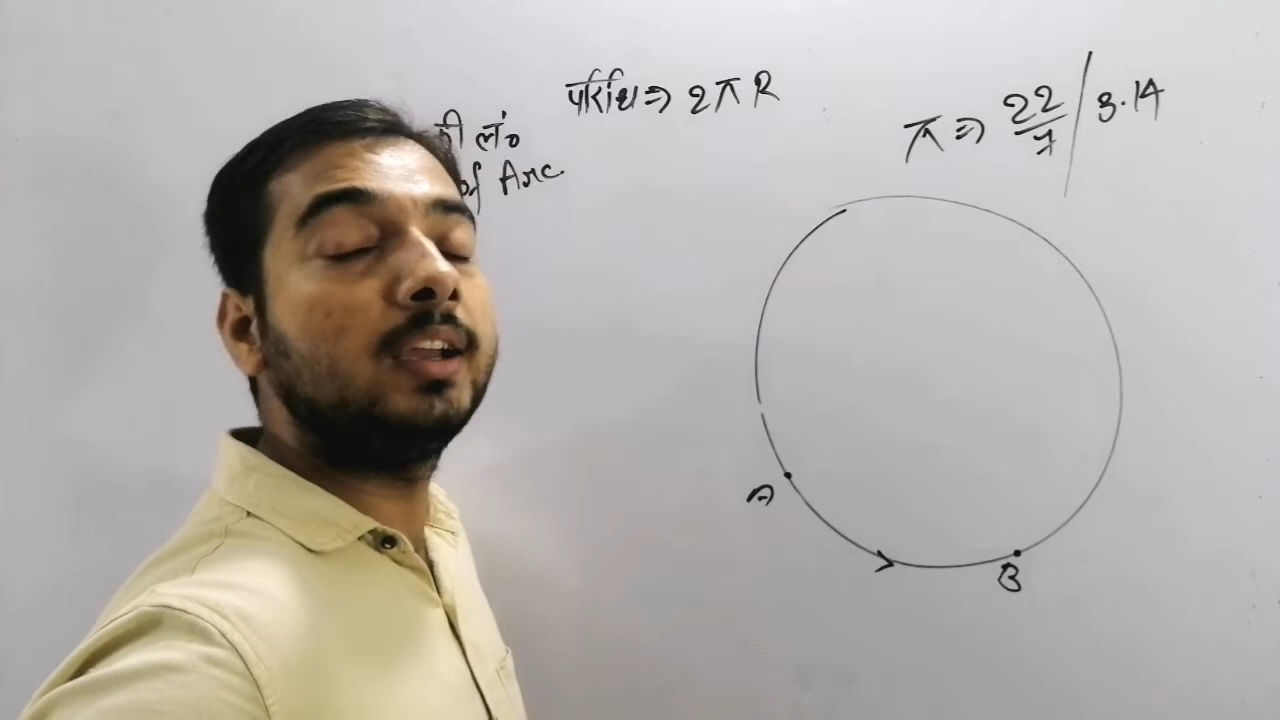 परिधि ⇒ 2πR
π ⇒ 22/7 / 3.14
की लं०
of Arc
A
B